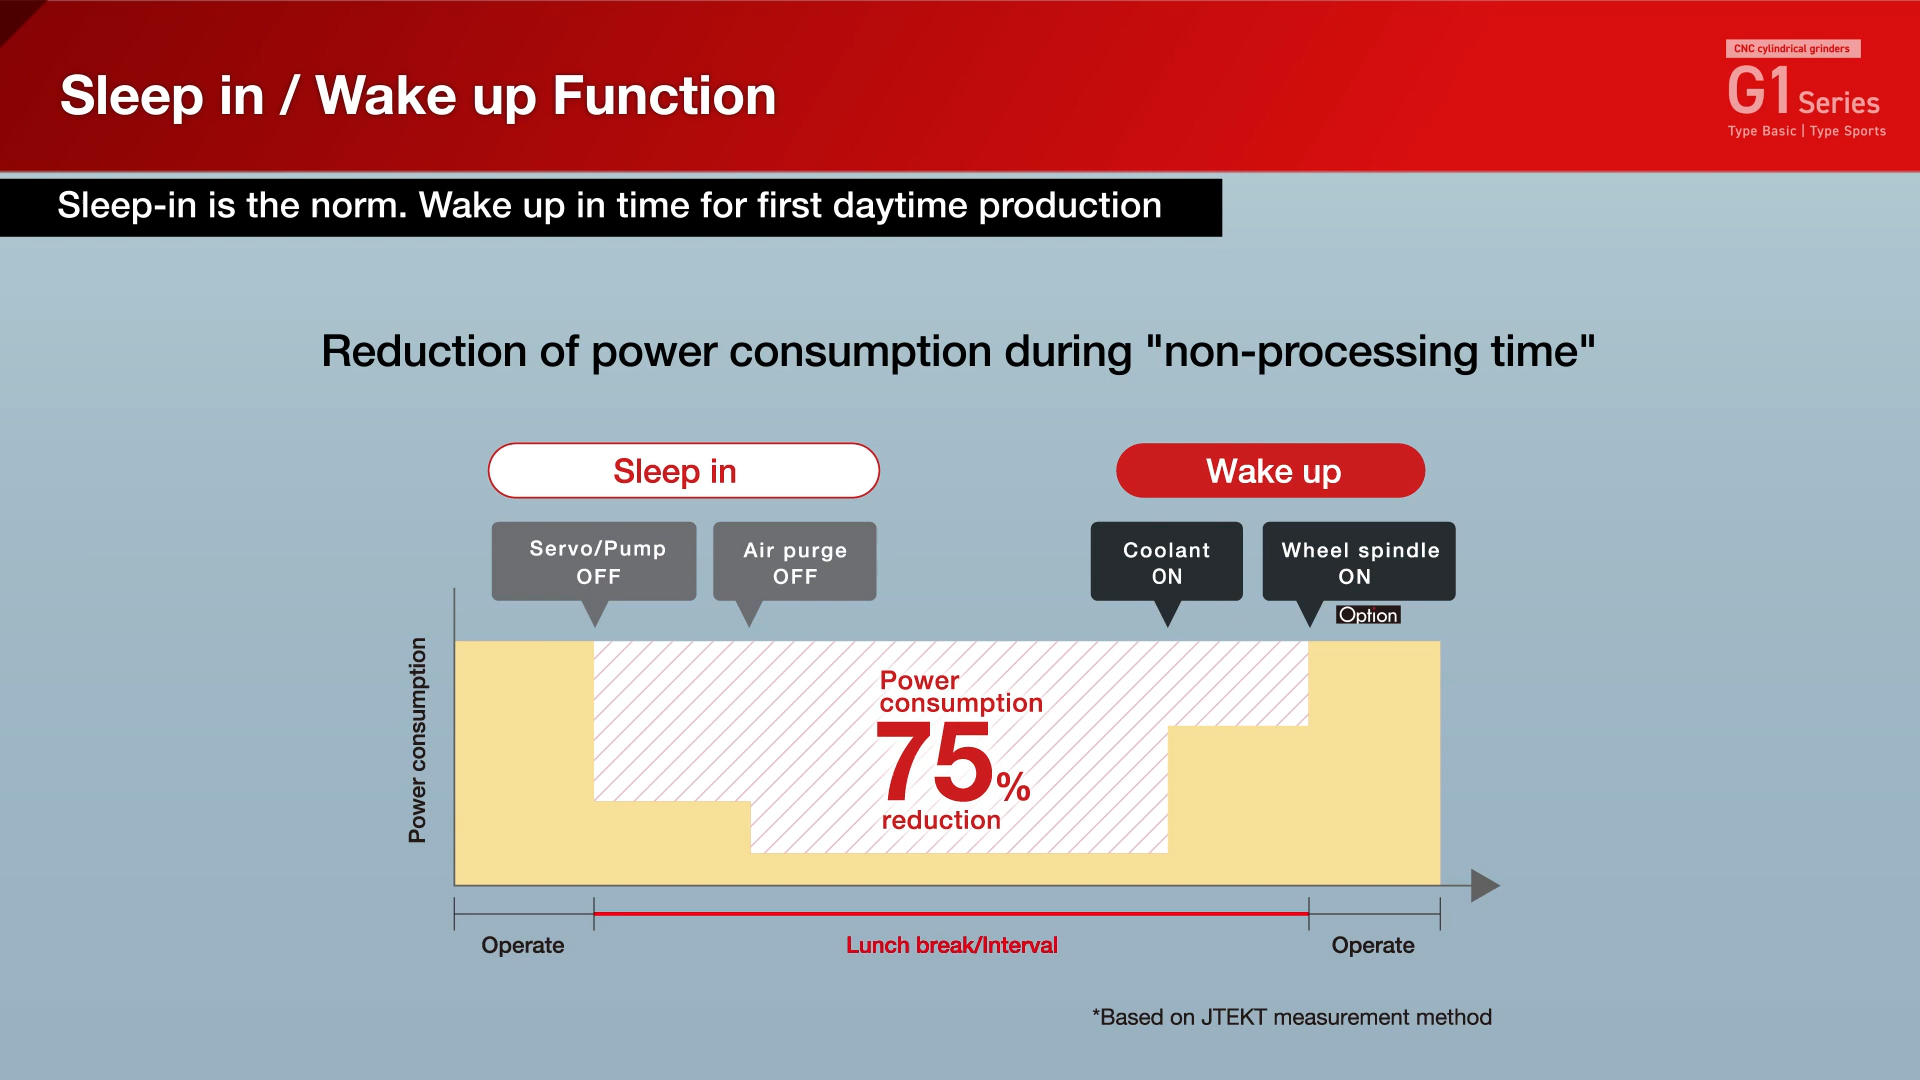 Sleep in / Wake up Function
CNC cylindrical grinders
G1 Series
Type Basic | Type Sports
Sleep-in is the norm. Wake up in time for first daytime production
Reduction of power consumption during "non-processing time"
Sleep in
Wake up
Servo/Pump
OFF
Air purge
OFF
Coolant
ON
Wheel spindle
ON
Option
Power consumption
Power
consumption
75%
reduction
Operate
Lunch break/Interval
Operate
*Based on JTEKT measurement method